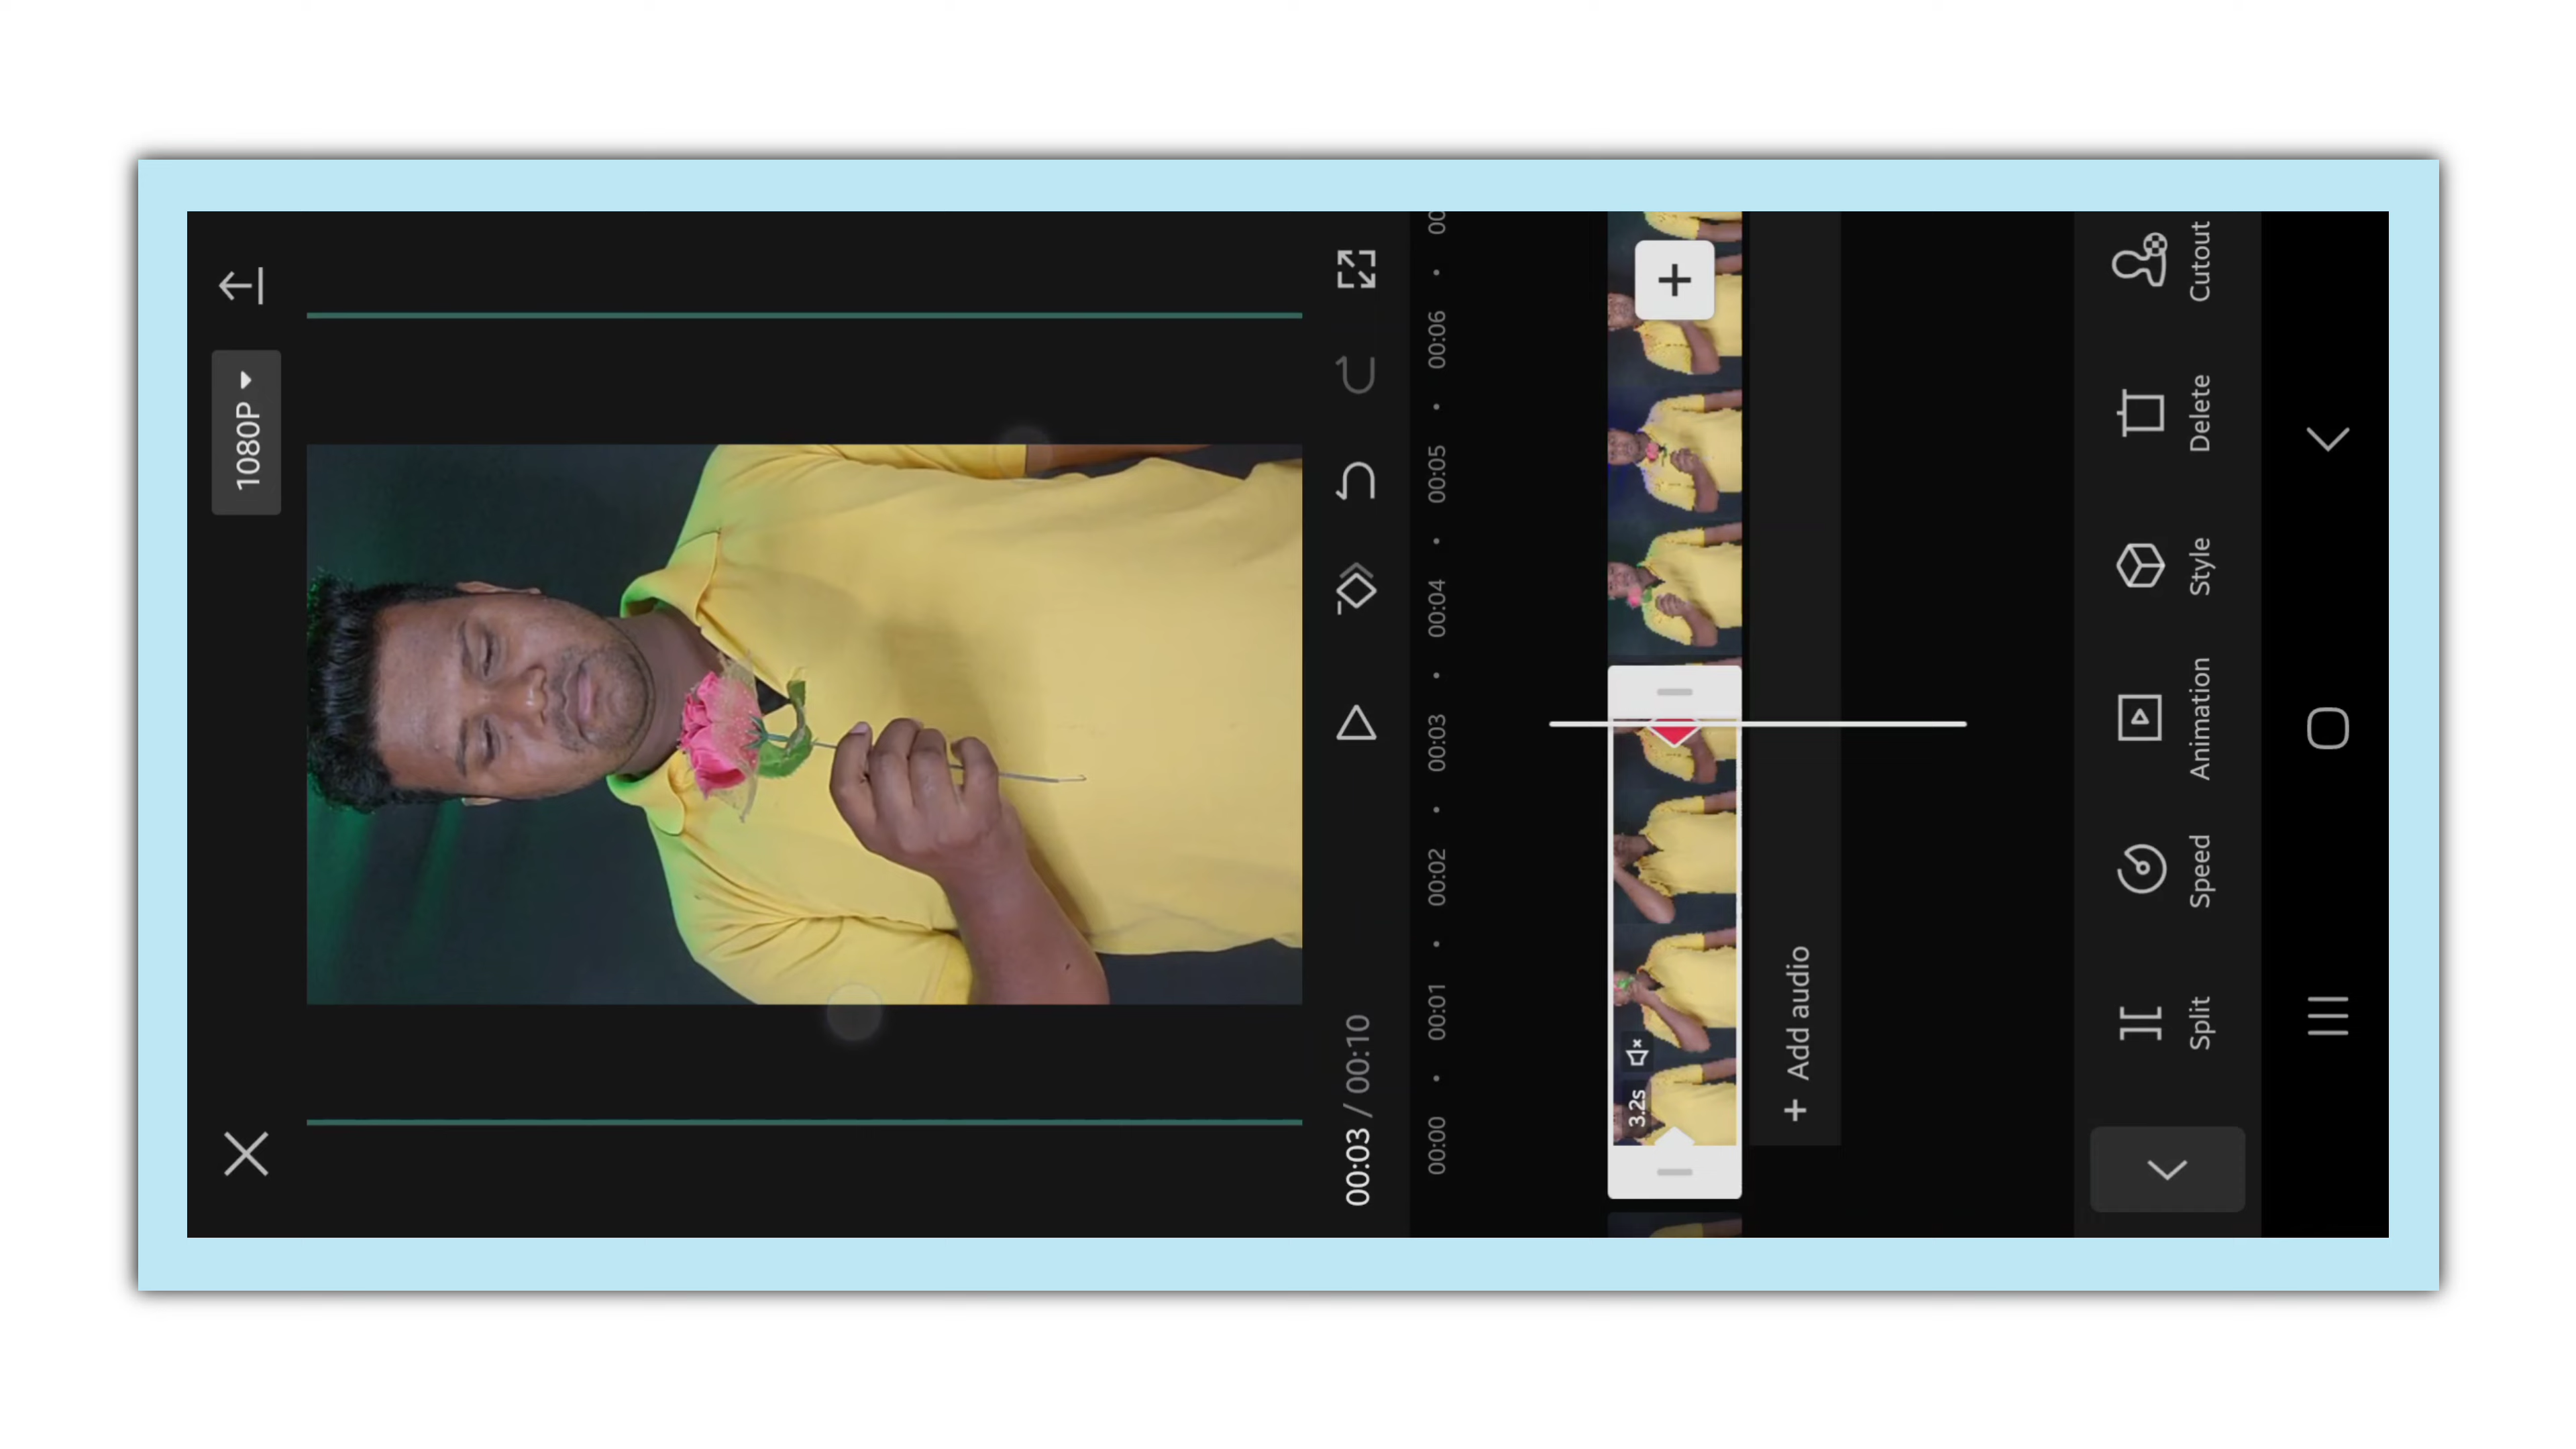 1080P
00:03 / 00:10
00:00
00:01
00:02
00:03
00:04
00:05
00:06
00
3.2s
+ Add audio
Split
Speed
Animation
Style
Delete
Cutout